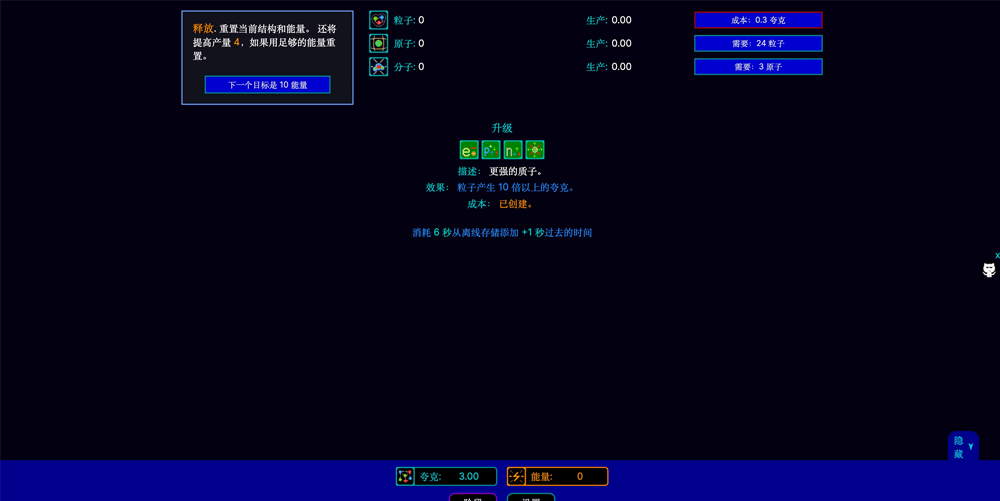 释放. 重置当前结构和能量。 还将
提高产量 4，如果用足够的能量重
置。
下一个目标是 10 能量
粒子: 0 生产: 0.00 成本：0.3 夸克
原子: 0 生产: 0.00 需要：24 粒子
分子: 0 生产: 0.00 需要：3 原子
升级
描述： 更强的质子。
效果： 粒子产生 10 倍以上的夸克。
成本： 已创建。
消耗 6 秒从离线存储添加 +1 秒过去的时间
x
隐
藏
夸克: 3.00 能量: 0